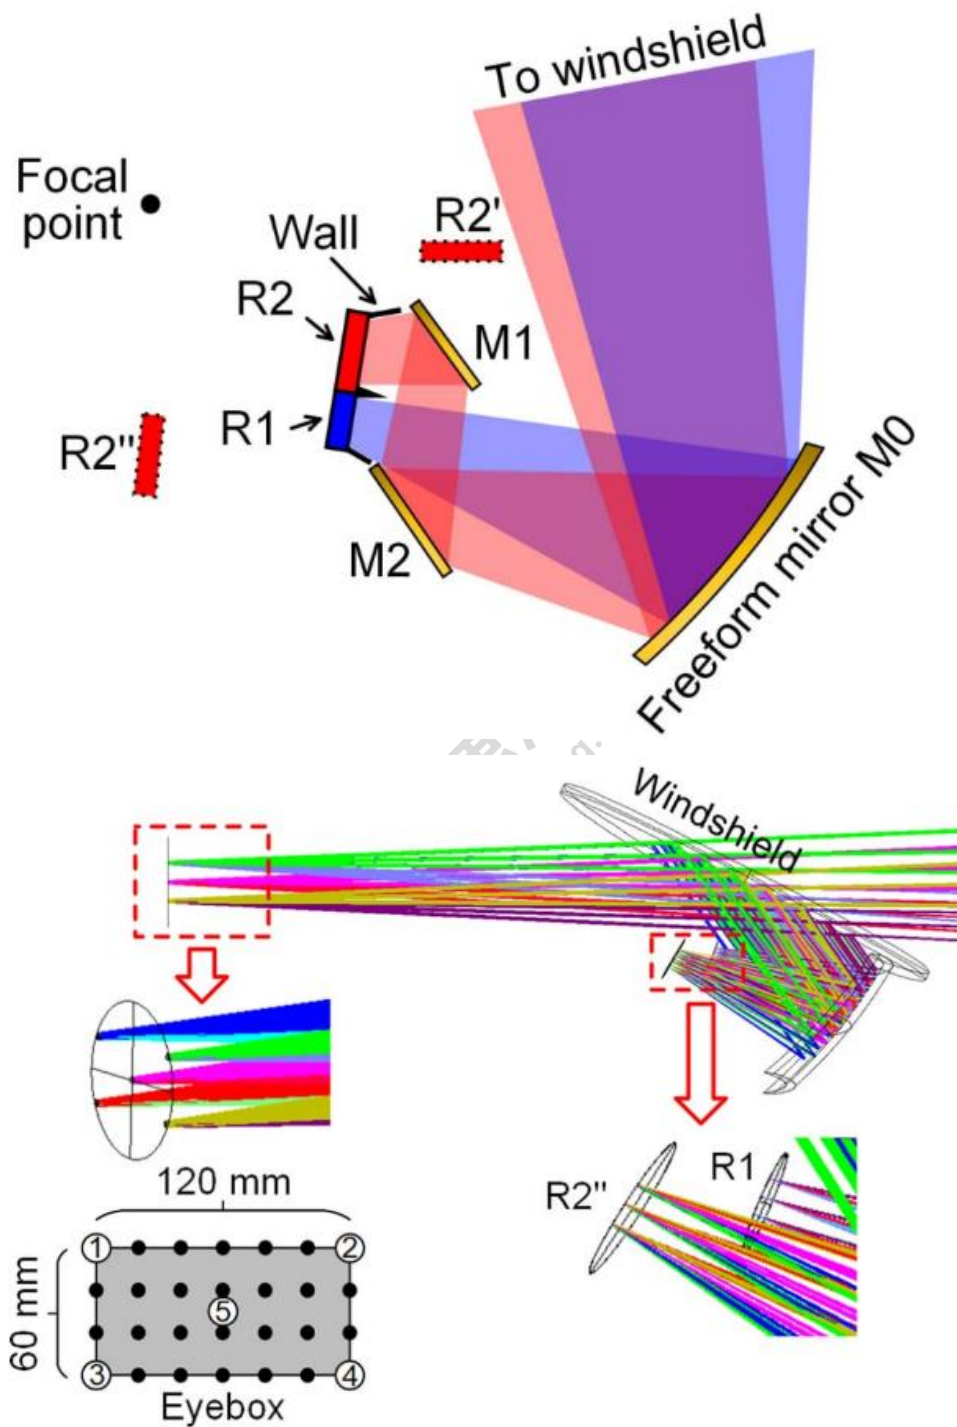 To windshield
Focal
point
Wall
R2'
R2
M1
R1
R2"
M2
Freeform mirror M0
Windshield
R1
R2"
120 mm
1
2
60 mm
5
3
4
Eyebox